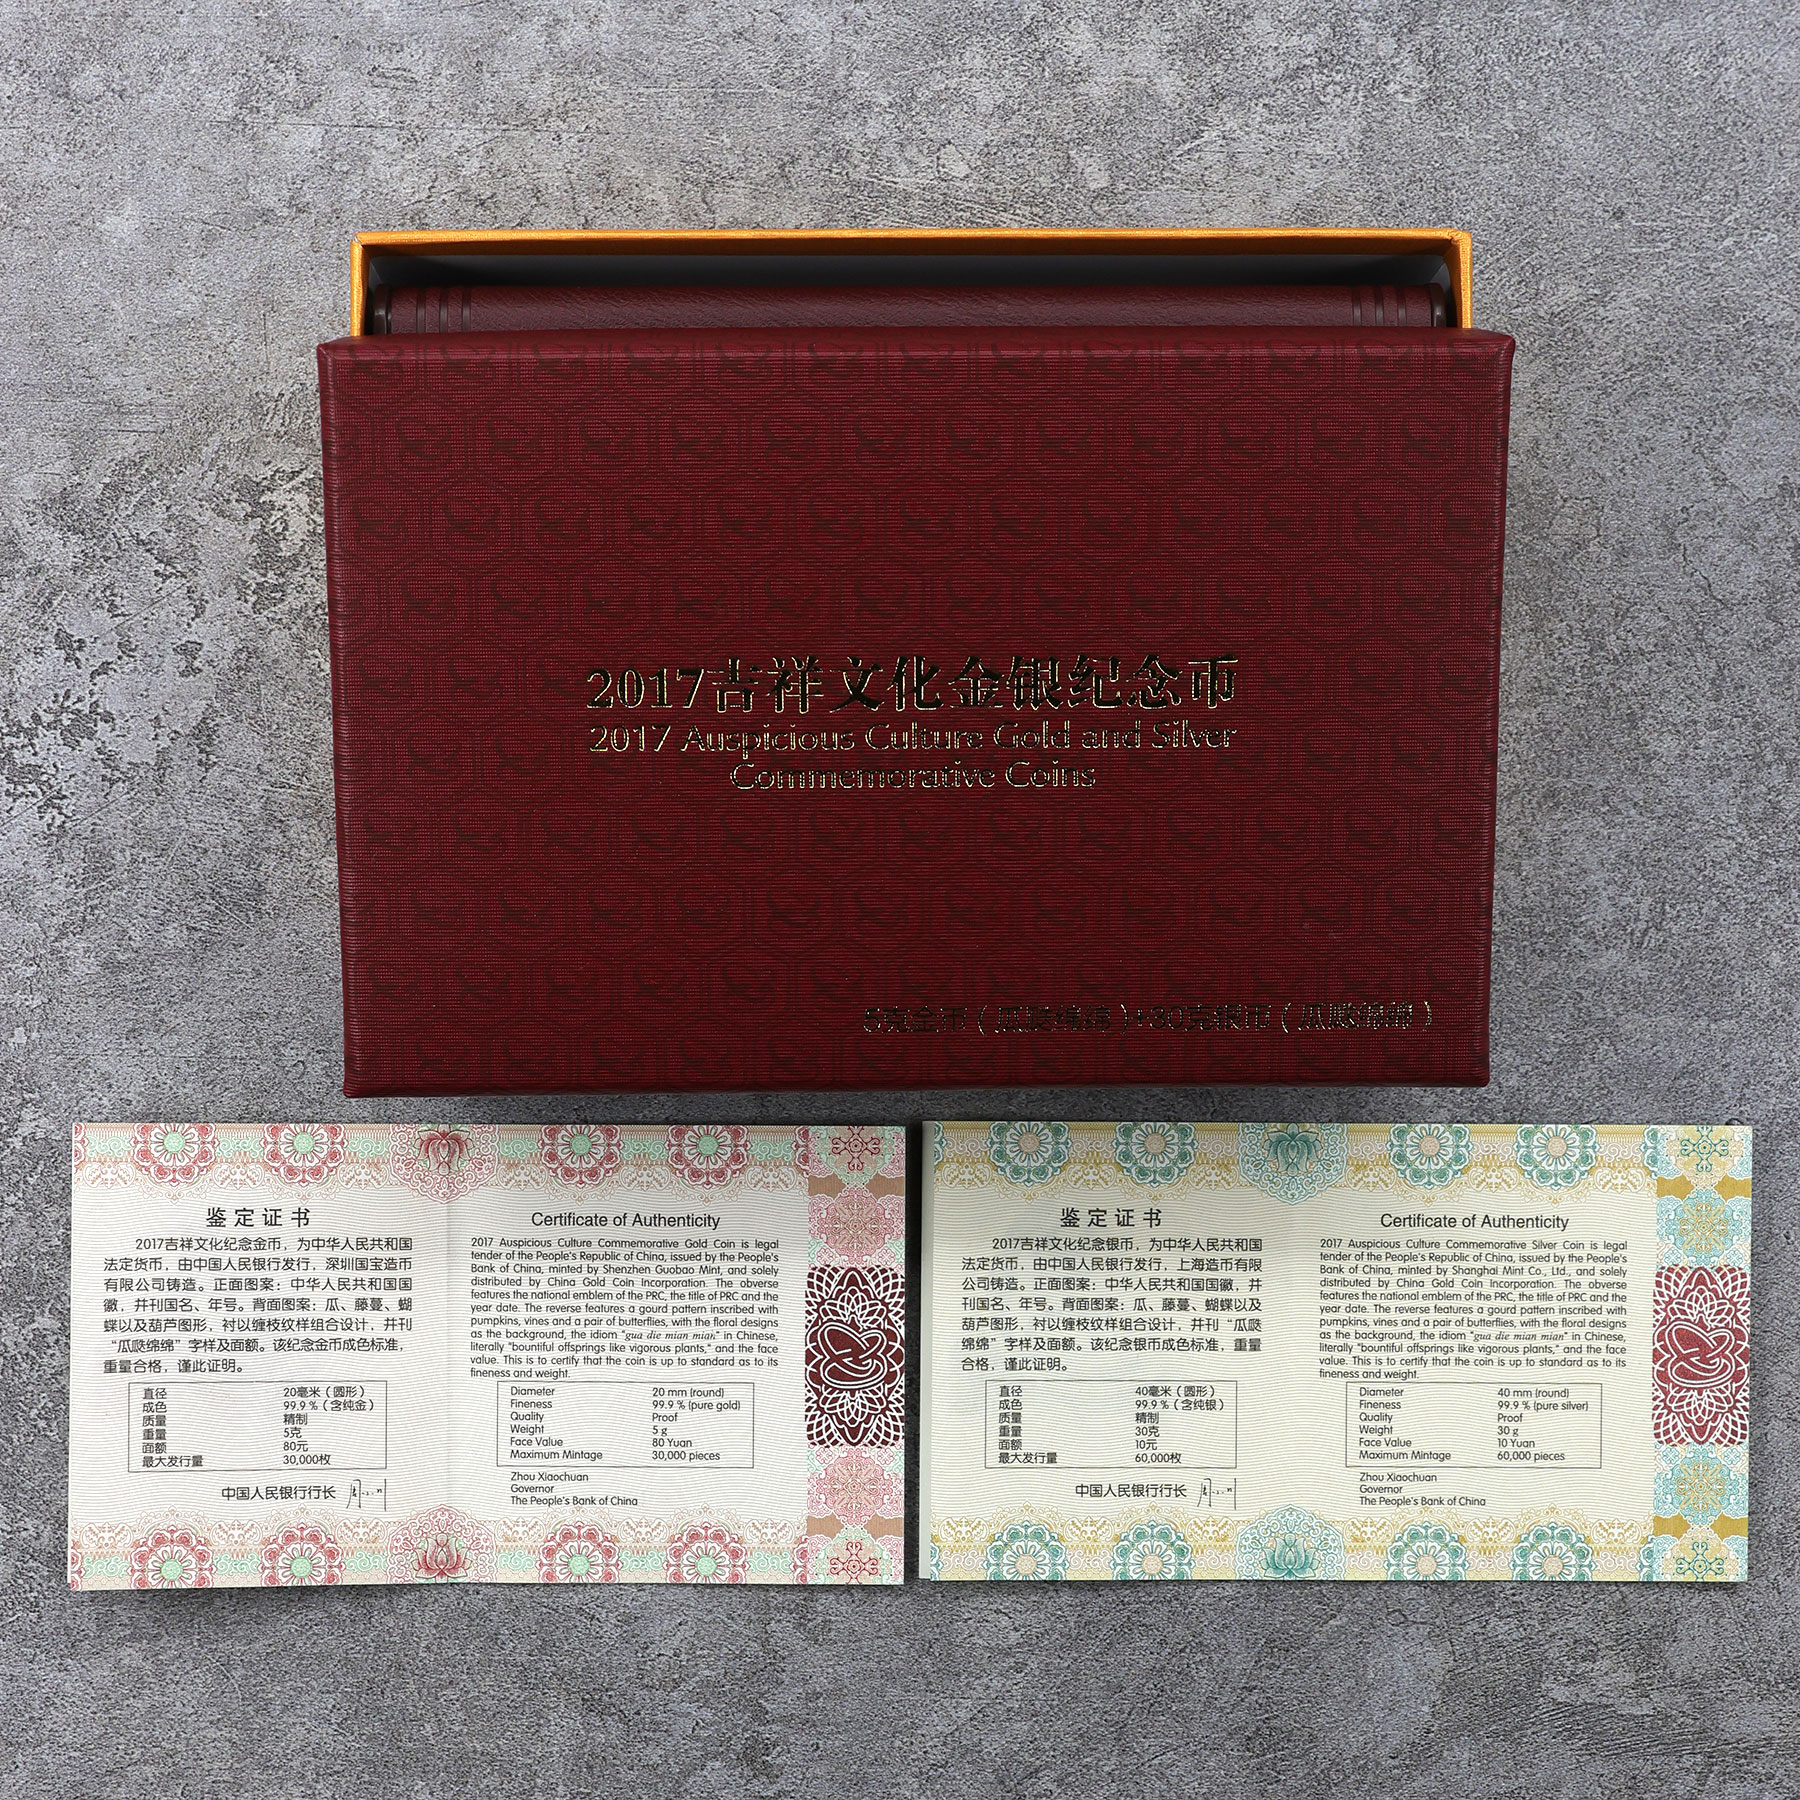 2017吉祥文化金银纪念币
2017 Auspicious Culture Gold and Silver
Commemorative Coins
5克金币（瓜瓞绵绵）+30克银币（瓜瓞绵绵）
鉴定证书
2017吉祥文化纪念金币，为中华人民共和国
法定货币，由中国人民银行发行，深圳国宝造币
有限公司铸造。正面图案：中华人民共和国国
徽，并刊国名、年号。背面图案：瓜、藤蔓、蝴
蝶以及葫芦图形，衬以缠枝纹样组合设计，并刊
“瓜瓞绵绵”字样及面额。该纪念金币成色标准，
重量合格，谨此证明。
直径 20毫米（圆形）
成色 99.9％（含纯金）
质量 精制
重量 5克
面额 80元
最大发行量 30,000枚
中国人民银行行长
Certificate of Authenticity
2017 Auspicious Culture Commemorative Gold Coin is legal
tender of the People's Republic of China, issued by the People's
Bank of China, minted by Shenzhen Guobao Mint, and solely
distributed by China Gold Coin Incorporation. The obverse
features the national emblem of the PRC, the title of PRC and the
year date. The reverse features a gourd pattern inscribed with
pumpkins, vines and a pair of butterflies, with the floral designs
as the background, the idiom "gua die mian mian" in Chinese,
literally "bountiful offsprings like vigorous plants," and the face
value. This is to certify that the coin is up to standard as to its
fineness and weight.
Diameter 20 mm (round)
Fineness 99.9 % (pure gold)
Quality Proof
Weight 5 g
Face Value 80 Yuan
Maximum Mintage 30,000 pieces
Zhou Xiaochuan
Governor
The People's Bank of China
鉴定证书
2017吉祥文化纪念银币，为中华人民共和国
法定货币，由中国人民银行发行，上海造币有限
公司铸造。正面图案：中华人民共和国国徽，并
刊国名、年号。背面图案：瓜、藤蔓、蝴蝶以及
葫芦图形，衬以缠枝纹样组合设计，并刊“瓜瓞
绵绵”字样及面额。该纪念银币成色标准，重量
合格，谨此证明。
直径 40毫米（圆形）
成色 99.9％（含纯银）
质量 精制
重量 30克
面额 10元
最大发行量 60,000枚
中国人民银行行长
Certificate of Authenticity
2017 Auspicious Culture Commemorative Silver Coin is legal
tender of the People's Republic of China, issued by the People's
Bank of China, minted by Shanghai Mint Co., Ltd., and solely
distributed by China Gold Coin Incorporation. The obverse
features the national emblem of the PRC, the title of PRC and the
year date. The reverse features a gourd pattern inscribed with
pumpkins, vines and a pair of butterflies, with the floral designs
as the background, the idiom "gua die mian mian" in Chinese,
literally "bountiful offsprings like vigorous plants," and the face
value. This is to certify that the coin is up to standard as to its
fineness and weight.
Diameter 40 mm (round)
Fineness 99.9 % (pure silver)
Quality Proof
Weight 30 g
Face Value 10 Yuan
Maximum Mintage 60,000 pieces
Zhou Xiaochuan
Governor
The People's Bank of China